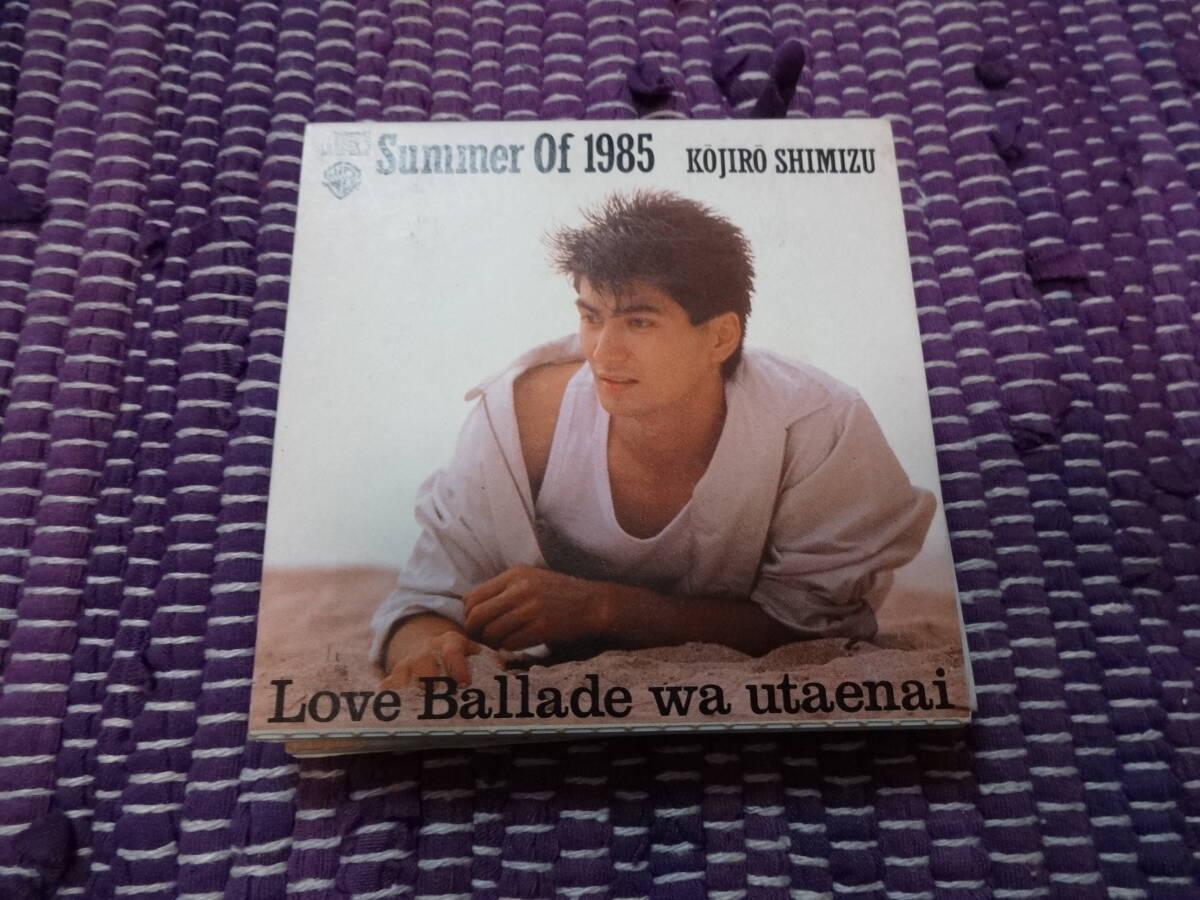 Summer Of 1985 KŌJIRŌ SHIMIZU
Love Ballade wa utaenai